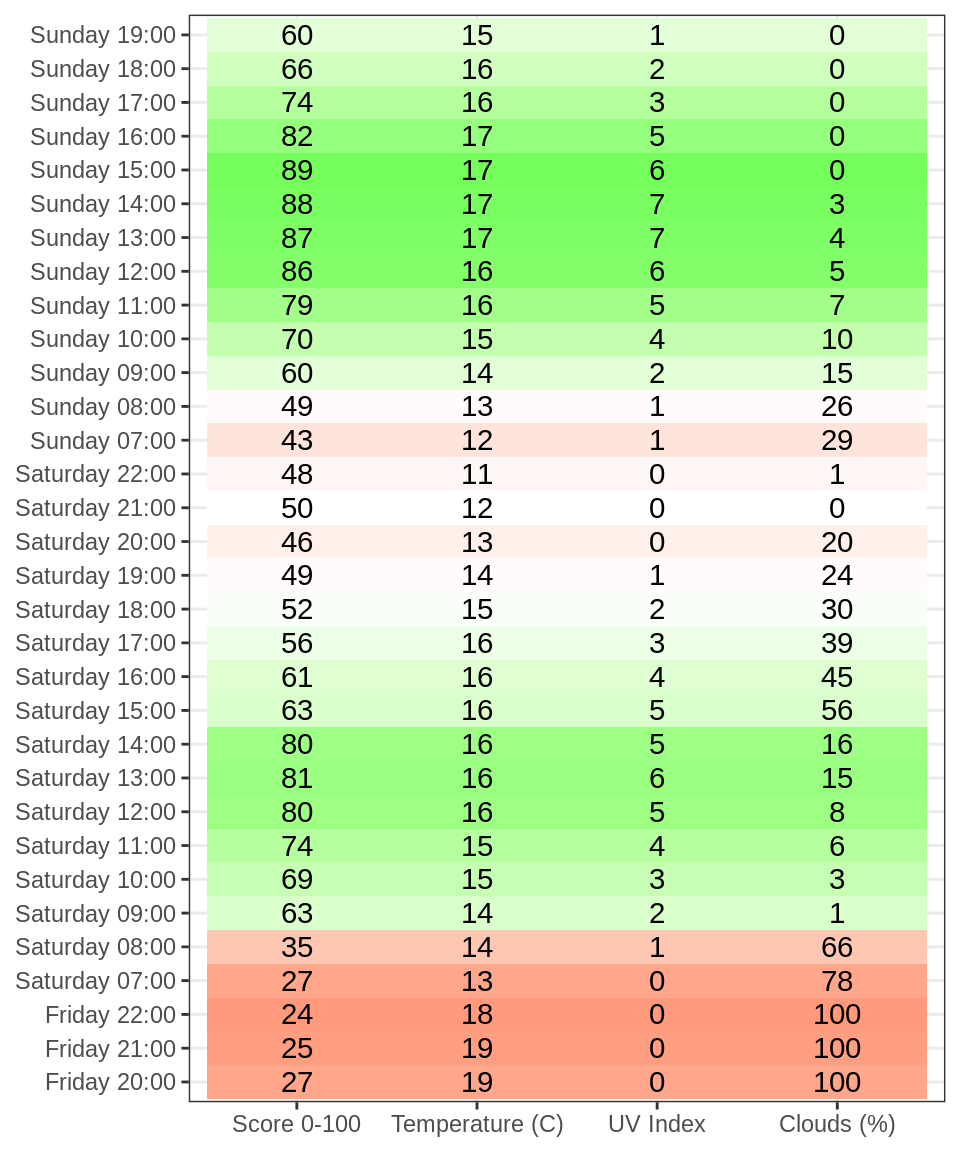 Sunday 19:00 60 15 1 0
Sunday 18:00 66 16 2 0
Sunday 17:00 74 16 3 0
Sunday 16:00 82 17 5 0
Sunday 15:00 89 17 6 0
Sunday 14:00 88 17 7 3
Sunday 13:00 87 17 7 4
Sunday 12:00 86 16 6 5
Sunday 11:00 79 16 5 7
Sunday 10:00 70 15 4 10
Sunday 09:00 60 14 2 15
Sunday 08:00 49 13 1 26
Sunday 07:00 43 12 1 29
Saturday 22:00 48 11 0 1
Saturday 21:00 50 12 0 0
Saturday 20:00 46 13 0 20
Saturday 19:00 49 14 1 24
Saturday 18:00 52 15 2 30
Saturday 17:00 56 16 3 39
Saturday 16:00 61 16 4 45
Saturday 15:00 63 16 5 56
Saturday 14:00 80 16 5 16
Saturday 13:00 81 16 6 15
Saturday 12:00 80 16 5 8
Saturday 11:00 74 15 4 6
Saturday 10:00 69 15 3 3
Saturday 09:00 63 14 2 1
Saturday 08:00 35 14 1 66
Saturday 07:00 27 13 0 78
Friday 22:00 24 18 0 100
Friday 21:00 25 19 0 100
Friday 20:00 27 19 0 100
Score 0-100 Temperature (C) UV Index Clouds (%)